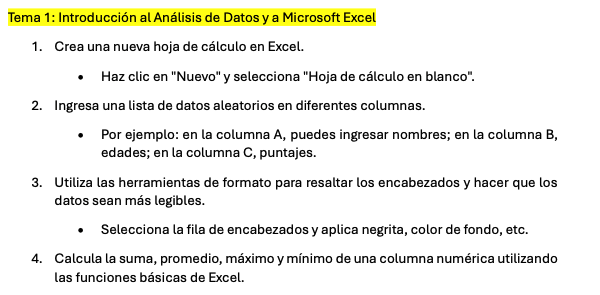 Tema 1: Introducción al Análisis de Datos y a Microsoft Excel
1. Crea una nueva hoja de cálculo en Excel.
• Haz clic en "Nuevo" y selecciona "Hoja de cálculo en blanco".
2. Ingresa una lista de datos aleatorios en diferentes columnas.
• Por ejemplo: en la columna A, puedes ingresar nombres; en la columna B,
edades; en la columna C, puntajes.
3. Utiliza las herramientas de formato para resaltar los encabezados y hacer que los
datos sean más legibles.
• Selecciona la fila de encabezados y aplica negrita, color de fondo, etc.
4. Calcula la suma, promedio, máximo y mínimo de una columna numérica utilizando
las funciones básicas de Excel.